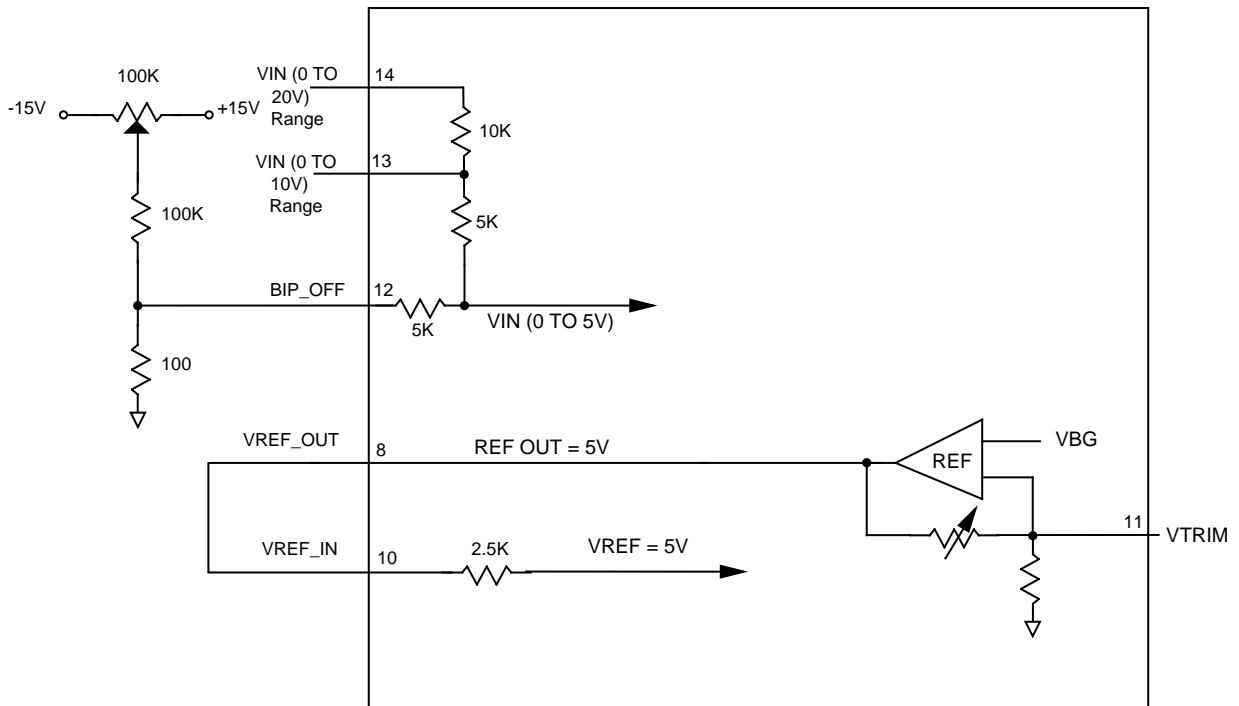 100K
-15V
+15V
100K
100
VIN (0 TO
20V)
Range
14
10K
VIN (0 TO
10V)
Range
13
5K
BIP_OFF
12
5K
VIN (0 TO 5V)
VREF_OUT
8
REF OUT = 5V
REF
VBG
VREF_IN
10
2.5K
VREF = 5V
11
VTRIM